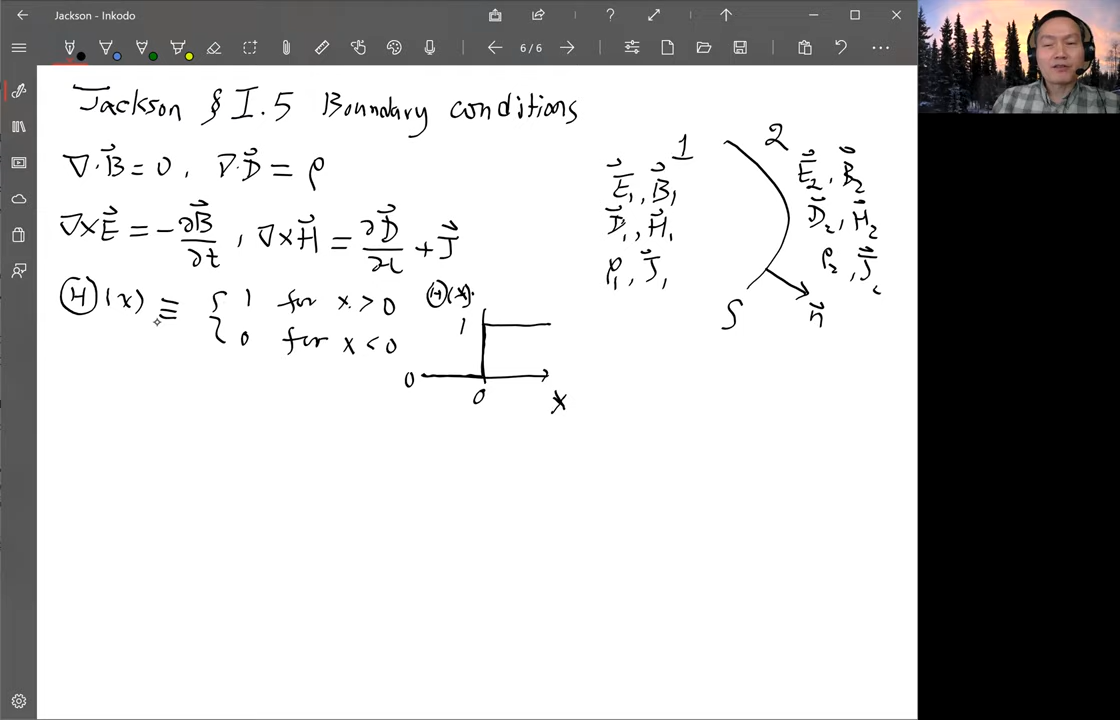 Jackson - Inkodo
6/6
Jackson § I.5 Boundary conditions
∇·B⃗ = 0, ∇·D⃗ = ρ
∇×E⃗ = -∂B⃗/∂t, ∇×H⃗ = ∂D⃗/∂t + J⃗
Θ(x) ≡ { 1 for x > 0
0 for x < 0
Θ(x)
1
0
0
x
1
2
E⃗₁, B⃗₁
D⃗₁, H⃗₁
ρ₁, J⃗₁
E⃗₂, B⃗₂
D⃗₂, H⃗₂
ρ₂, J⃗₂
S
n⃗